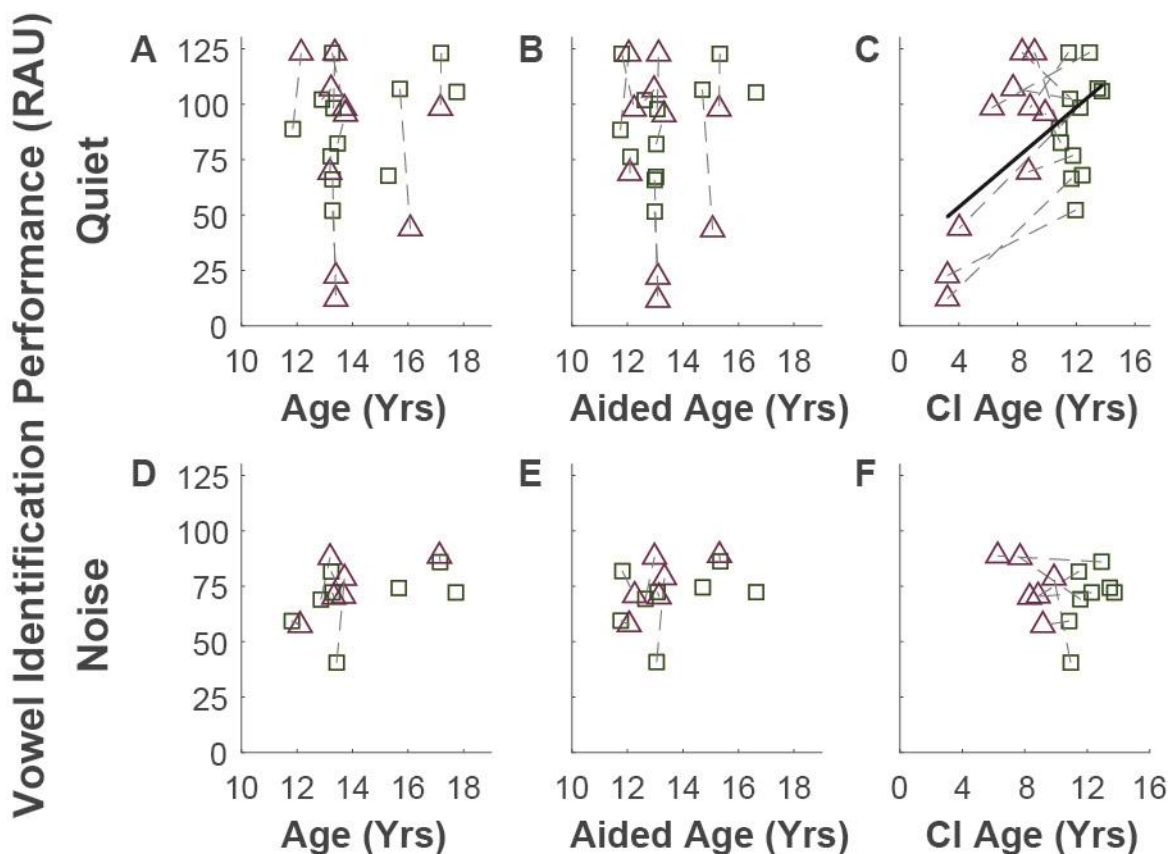 Vowel Identification Performance (RAU)
Quiet
Noise
A
125
100
75
50
25
0
10 12 14 16 18
Age (Yrs)
B
10 12 14 16 18
Aided Age (Yrs)
C
0 4 8 12 16
CI Age (Yrs)
D
125
100
75
50
25
0
10 12 14 16 18
Age (Yrs)
E
10 12 14 16 18
Aided Age (Yrs)
F
0 4 8 12 16
CI Age (Yrs)